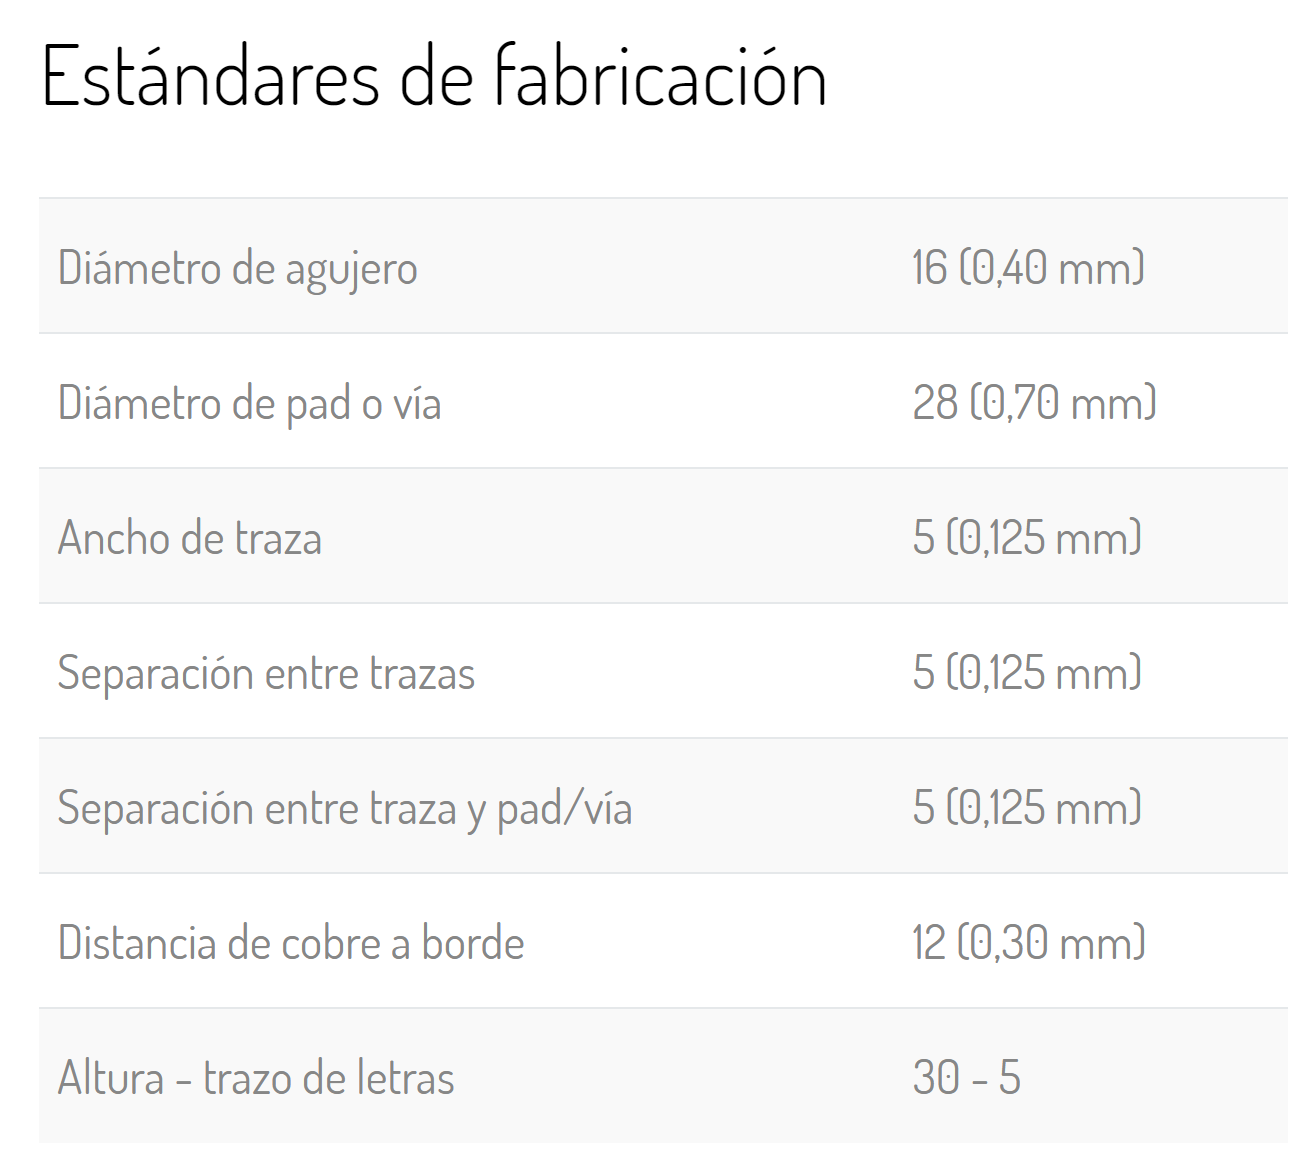 Estándares de fabricación
Diámetro de agujero 16 (0,40 mm)
Diámetro de pad o vía 28 (0,70 mm)
Ancho de traza 5 (0,125 mm)
Separación entre trazas 5 (0,125 mm)
Separación entre traza y pad/vía 5 (0,125 mm)
Distancia de cobre a borde 12 (0,30 mm)
Altura - trazo de letras 30 - 5